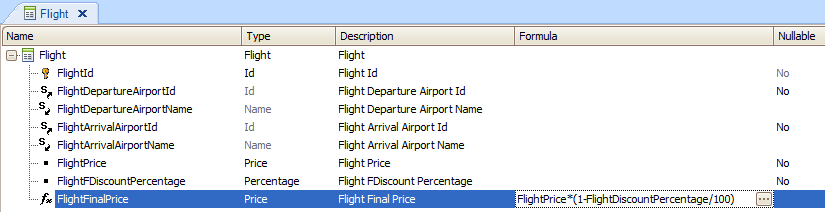 Flight
Name Type Description Formula Nullable
Flight Flight Flight
FlightId Id Flight Id No
FlightDepartureAirportId Id Flight Departure Airport Id No
FlightDepartureAirportName Name Flight Departure Airport Name
FlightArrivalAirportId Id Flight Arrival Airport Id No
FlightArrivalAirportName Name Flight Arrival Airport Name
FlightPrice Price Flight Price No
FlightFDiscountPercentage Percentage Flight FDiscount Percentage No
FlightFinalPrice Price Flight Final Price FlightPrice*(1-FlightDiscountPercentage/100) ...